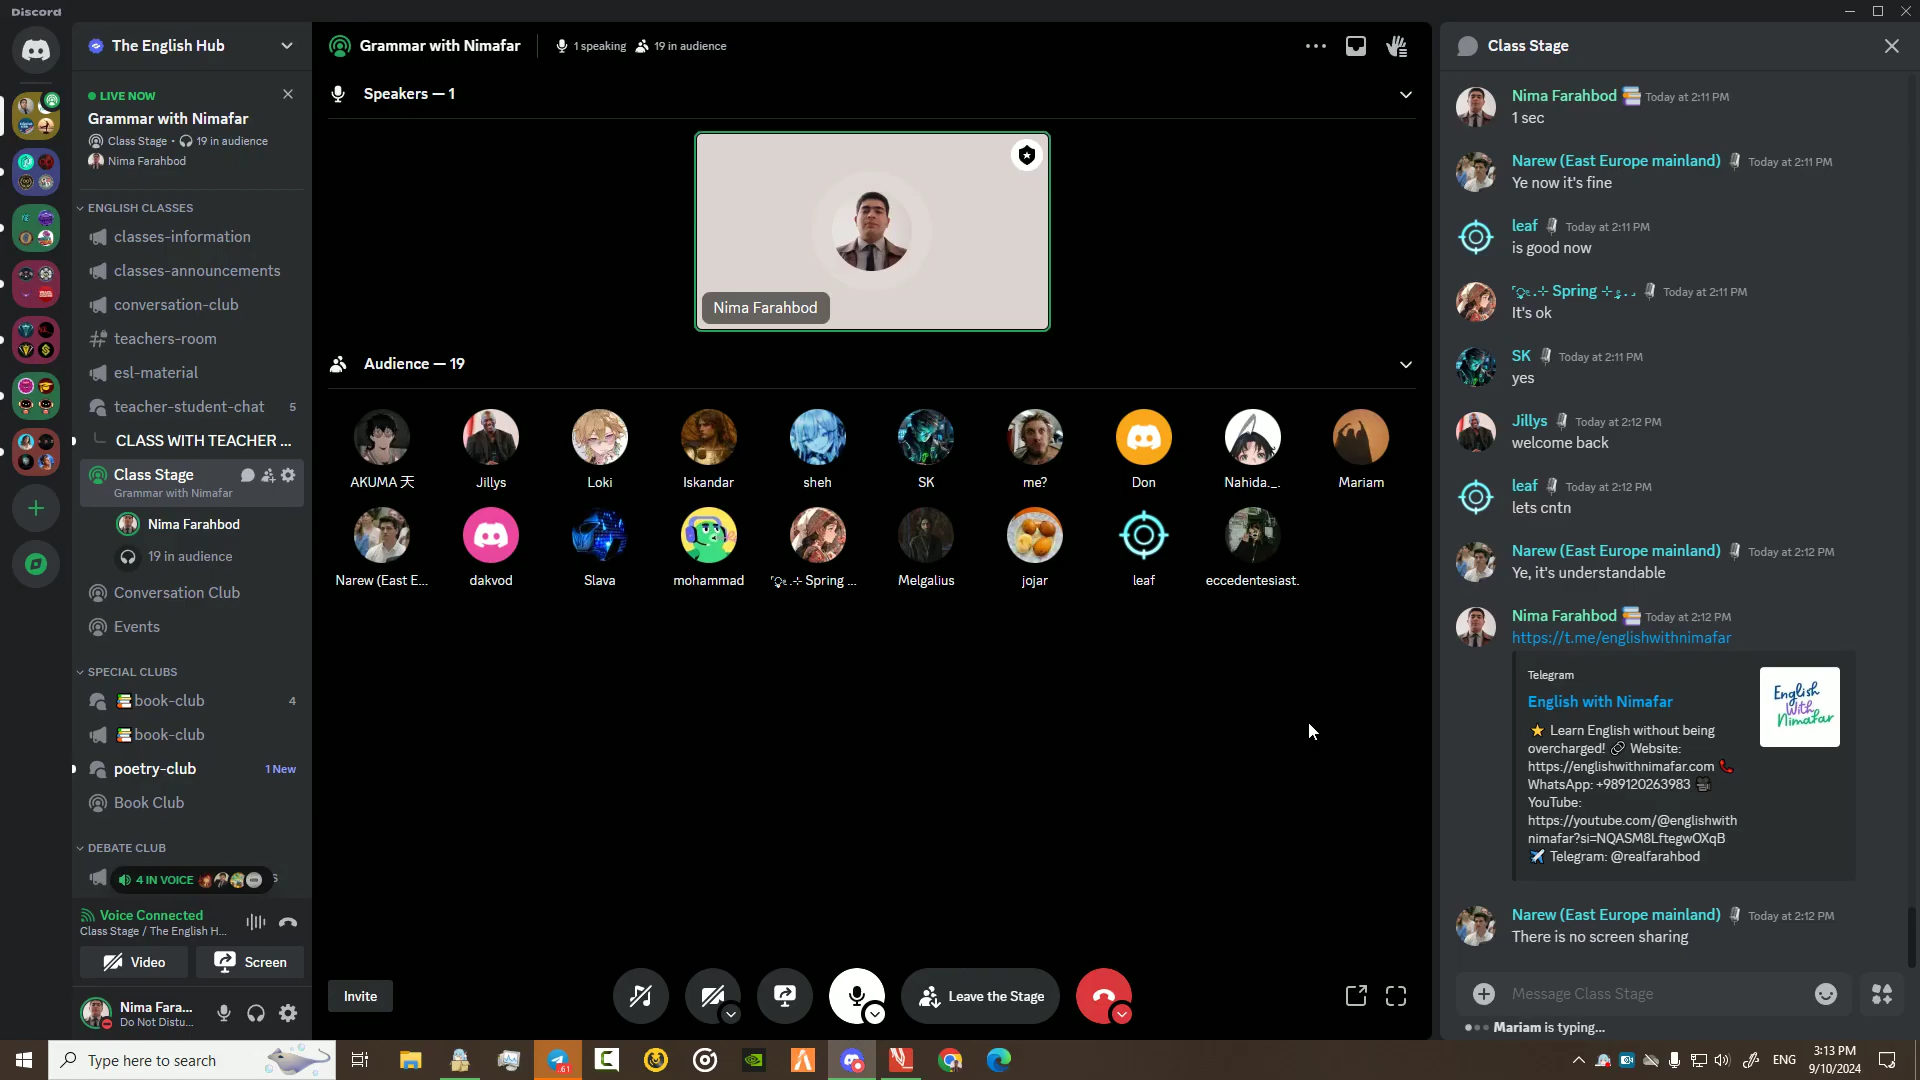 Discord
The English Hub
LIVE NOW
Grammar with Nimafar
Class Stage • 19 in audience
Nima Farahbod
ENGLISH CLASSES
classes-information
classes-announcements
conversation-club
teachers-room
esl-material
teacher-student-chat 5
CLASS WITH TEACHER ...
Class Stage
Grammar with Nimafar
Nima Farahbod
19 in audience
Conversation Club
Events
SPECIAL CLUBS
book-club 4
book-club
poetry-club 1 New
Book Club
DEBATE CLUB
4 IN VOICE
Voice Connected
Class Stage / The English H...
Video
Screen
Nima Fara...
Do Not Distu...
Grammar with Nimafar
1 speaking 19 in audience
Speakers — 1
Nima Farahbod
Audience — 19
AKUMA 天
Jillys
Loki
Iskandar
sheh
SK
me?
Don
Nahida._.
Mariam
Narew (East E...
dakvod
Slava
mohammad
Spring ...
Melgalius
jojar
leaf
eccedentesiast.
Invite
Leave the Stage
Class Stage
Nima Farahbod Today at 2:11 PM
1 sec
Narew (East Europe mainland) Today at 2:11 PM
Ye now it's fine
leaf Today at 2:11 PM
is good now
Spring Today at 2:11 PM
It's ok
SK Today at 2:11 PM
yes
Jillys Today at 2:12 PM
welcome back
leaf Today at 2:12 PM
lets cntn
Narew (East Europe mainland) Today at 2:12 PM
Ye, it's understandable
Nima Farahbod Today at 2:12 PM
https://t.me/englishwithnimafar
Telegram
English with Nimafar
⭐ Learn English without being
overcharged! 🔗 Website:
https://englishwithnimafar.com 📞
WhatsApp: +989120263983 🎥
YouTube:
https://youtube.com/@englishwith
nimafar?si=NQASM8LftegwOXqB
✈️ Telegram: @realfarahbod
English
With
Nimafar
Narew (East Europe mainland) Today at 2:12 PM
There is no screen sharing
Message Class Stage
Mariam is typing...
Type here to search
61
ENG
3:13 PM
9/10/2024